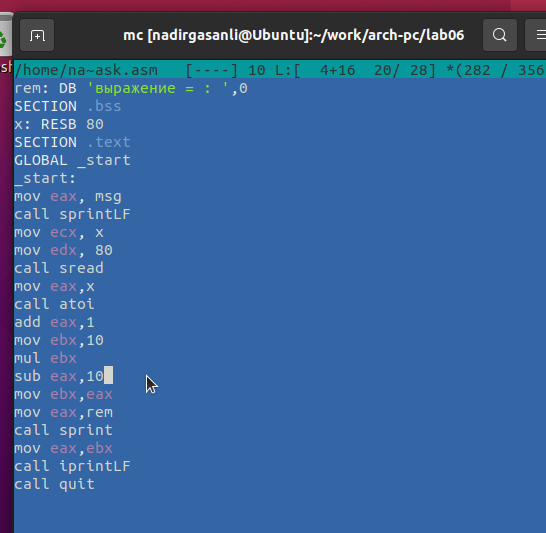 mc [nadirgasanli@Ubuntu]:~/work/arch-pc/lab06
sh
/home/na~ask.asm   [----] 10 L:[  4+16  20/ 28] *(282 / 356
rem: DB 'выражение = : ',0
SECTION .bss
x: RESB 80
SECTION .text
GLOBAL _start
_start:
mov eax, msg
call sprintLF
mov ecx, x
mov edx, 80
call sread
mov eax,x
call atoi
add eax,1
mov ebx,10
mul ebx
sub eax,10
mov ebx,eax
mov eax,rem
call sprint
mov eax,ebx
call iprintLF
call quit